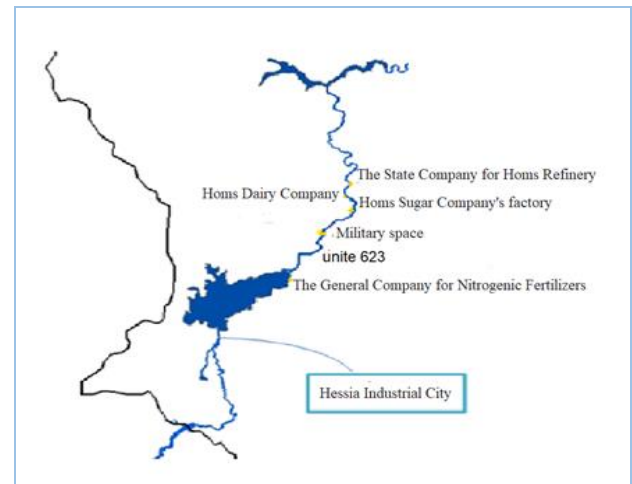 The State Company for Homs Refinery
Homs Dairy Company
Homs Sugar Company's factory
Military space
unite 623
The General Company for Nitrogenic Fertilizers
Hessia Industrial City